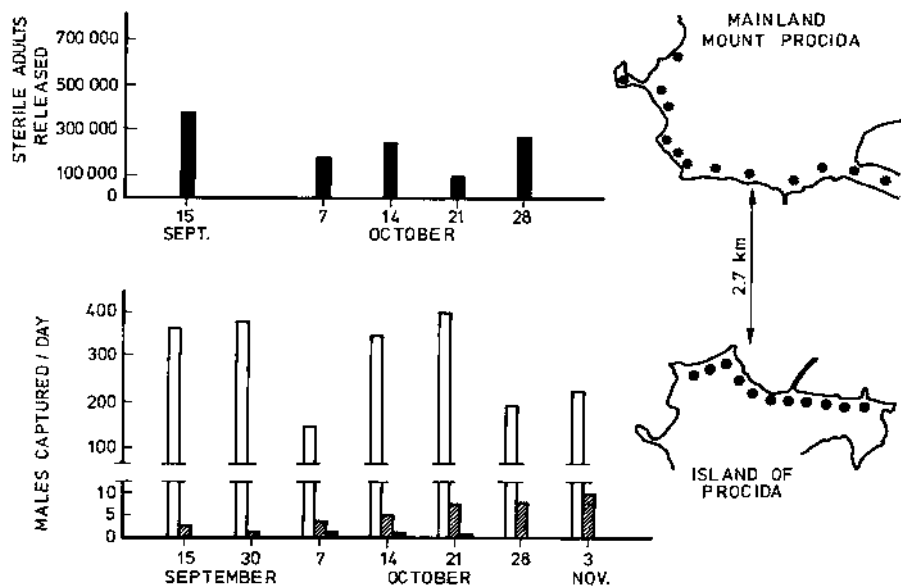 STERILE ADULTS
RELEASED
700 000
500 000
300 000
100 000
0
15
7
14
21
28
SEPT.
OCTOBER
MAINLAND
MOUNT PROCIDA
2.7 km
ISLAND OF
PROCIDA
MALES CAPTURED / DAY
400
300
200
100
10
5
0
15
30
7
14
21
28
3
SEPTEMBER
OCTOBER
NOV.